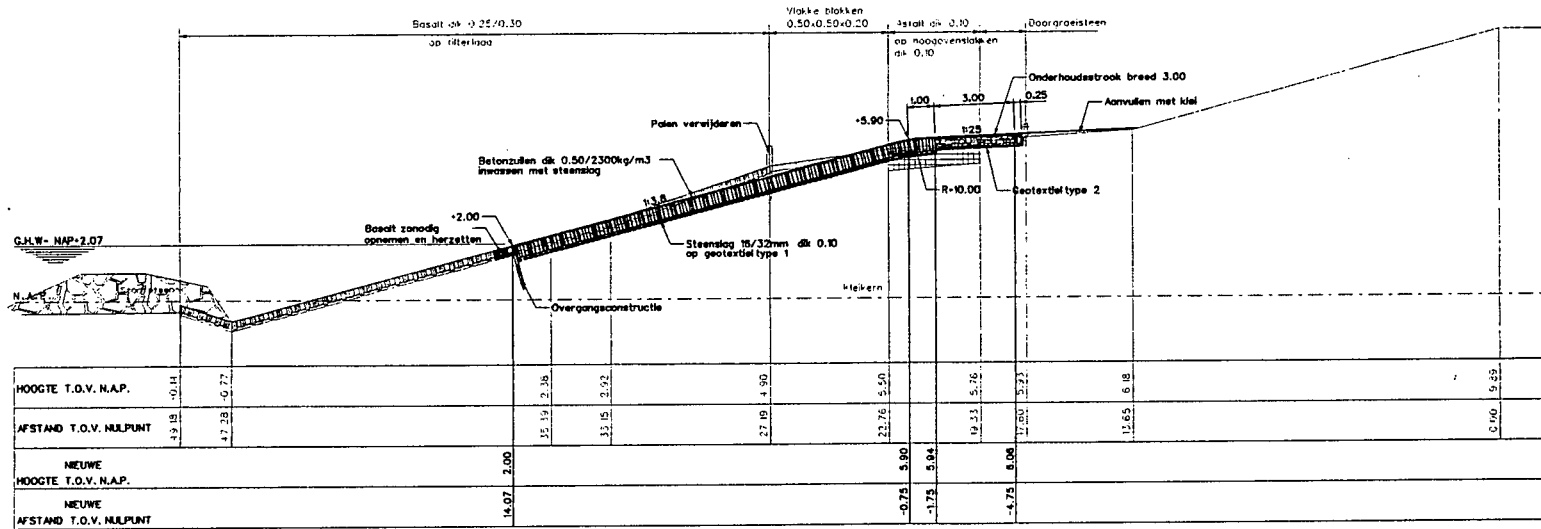 Basalt dik 0.25/0.30
op filterlaag
Vlakke blokken
0.50x0.50x0.20
Asfalt dik 0.10
op hoogovenslakken
dik 0.10
Doorgroeisteen
Onderhoudsstrook breed 3.00
1.00
3.00
0.25
Aanvullen met klei
+5.90
1:25
Palen verwijderen
Betonzuilen dik 0.50/2300kg/m3
inwassen met steenslag
R=10.00
Geotextiel type 2
1:3.8
+2.00
Basalt zonodig
opnemen en herzetten
Steenslag 16/32mm dik 0.10
op geotextiel type 1
G.H.W- NAP+2.07
N.A.P.
kleikern
Overgangsconstructie
HOOGTE T.O.V. N.A.P. -0.14 -0.77 2.38 2.92 4.90 5.50 5.76 5.93 6.18 9.89
AFSTAND T.O.V. NULPUNT 49.18 47.28 35.39 33.15 27.19 22.76 19.33 17.60 13.65 0.00
NIEUWE
HOOGTE T.O.V. N.A.P. 2.00 5.90 5.94 6.06
NIEUWE
AFSTAND T.O.V. NULPUNT 14.07 -0.75 -1.75 -4.75